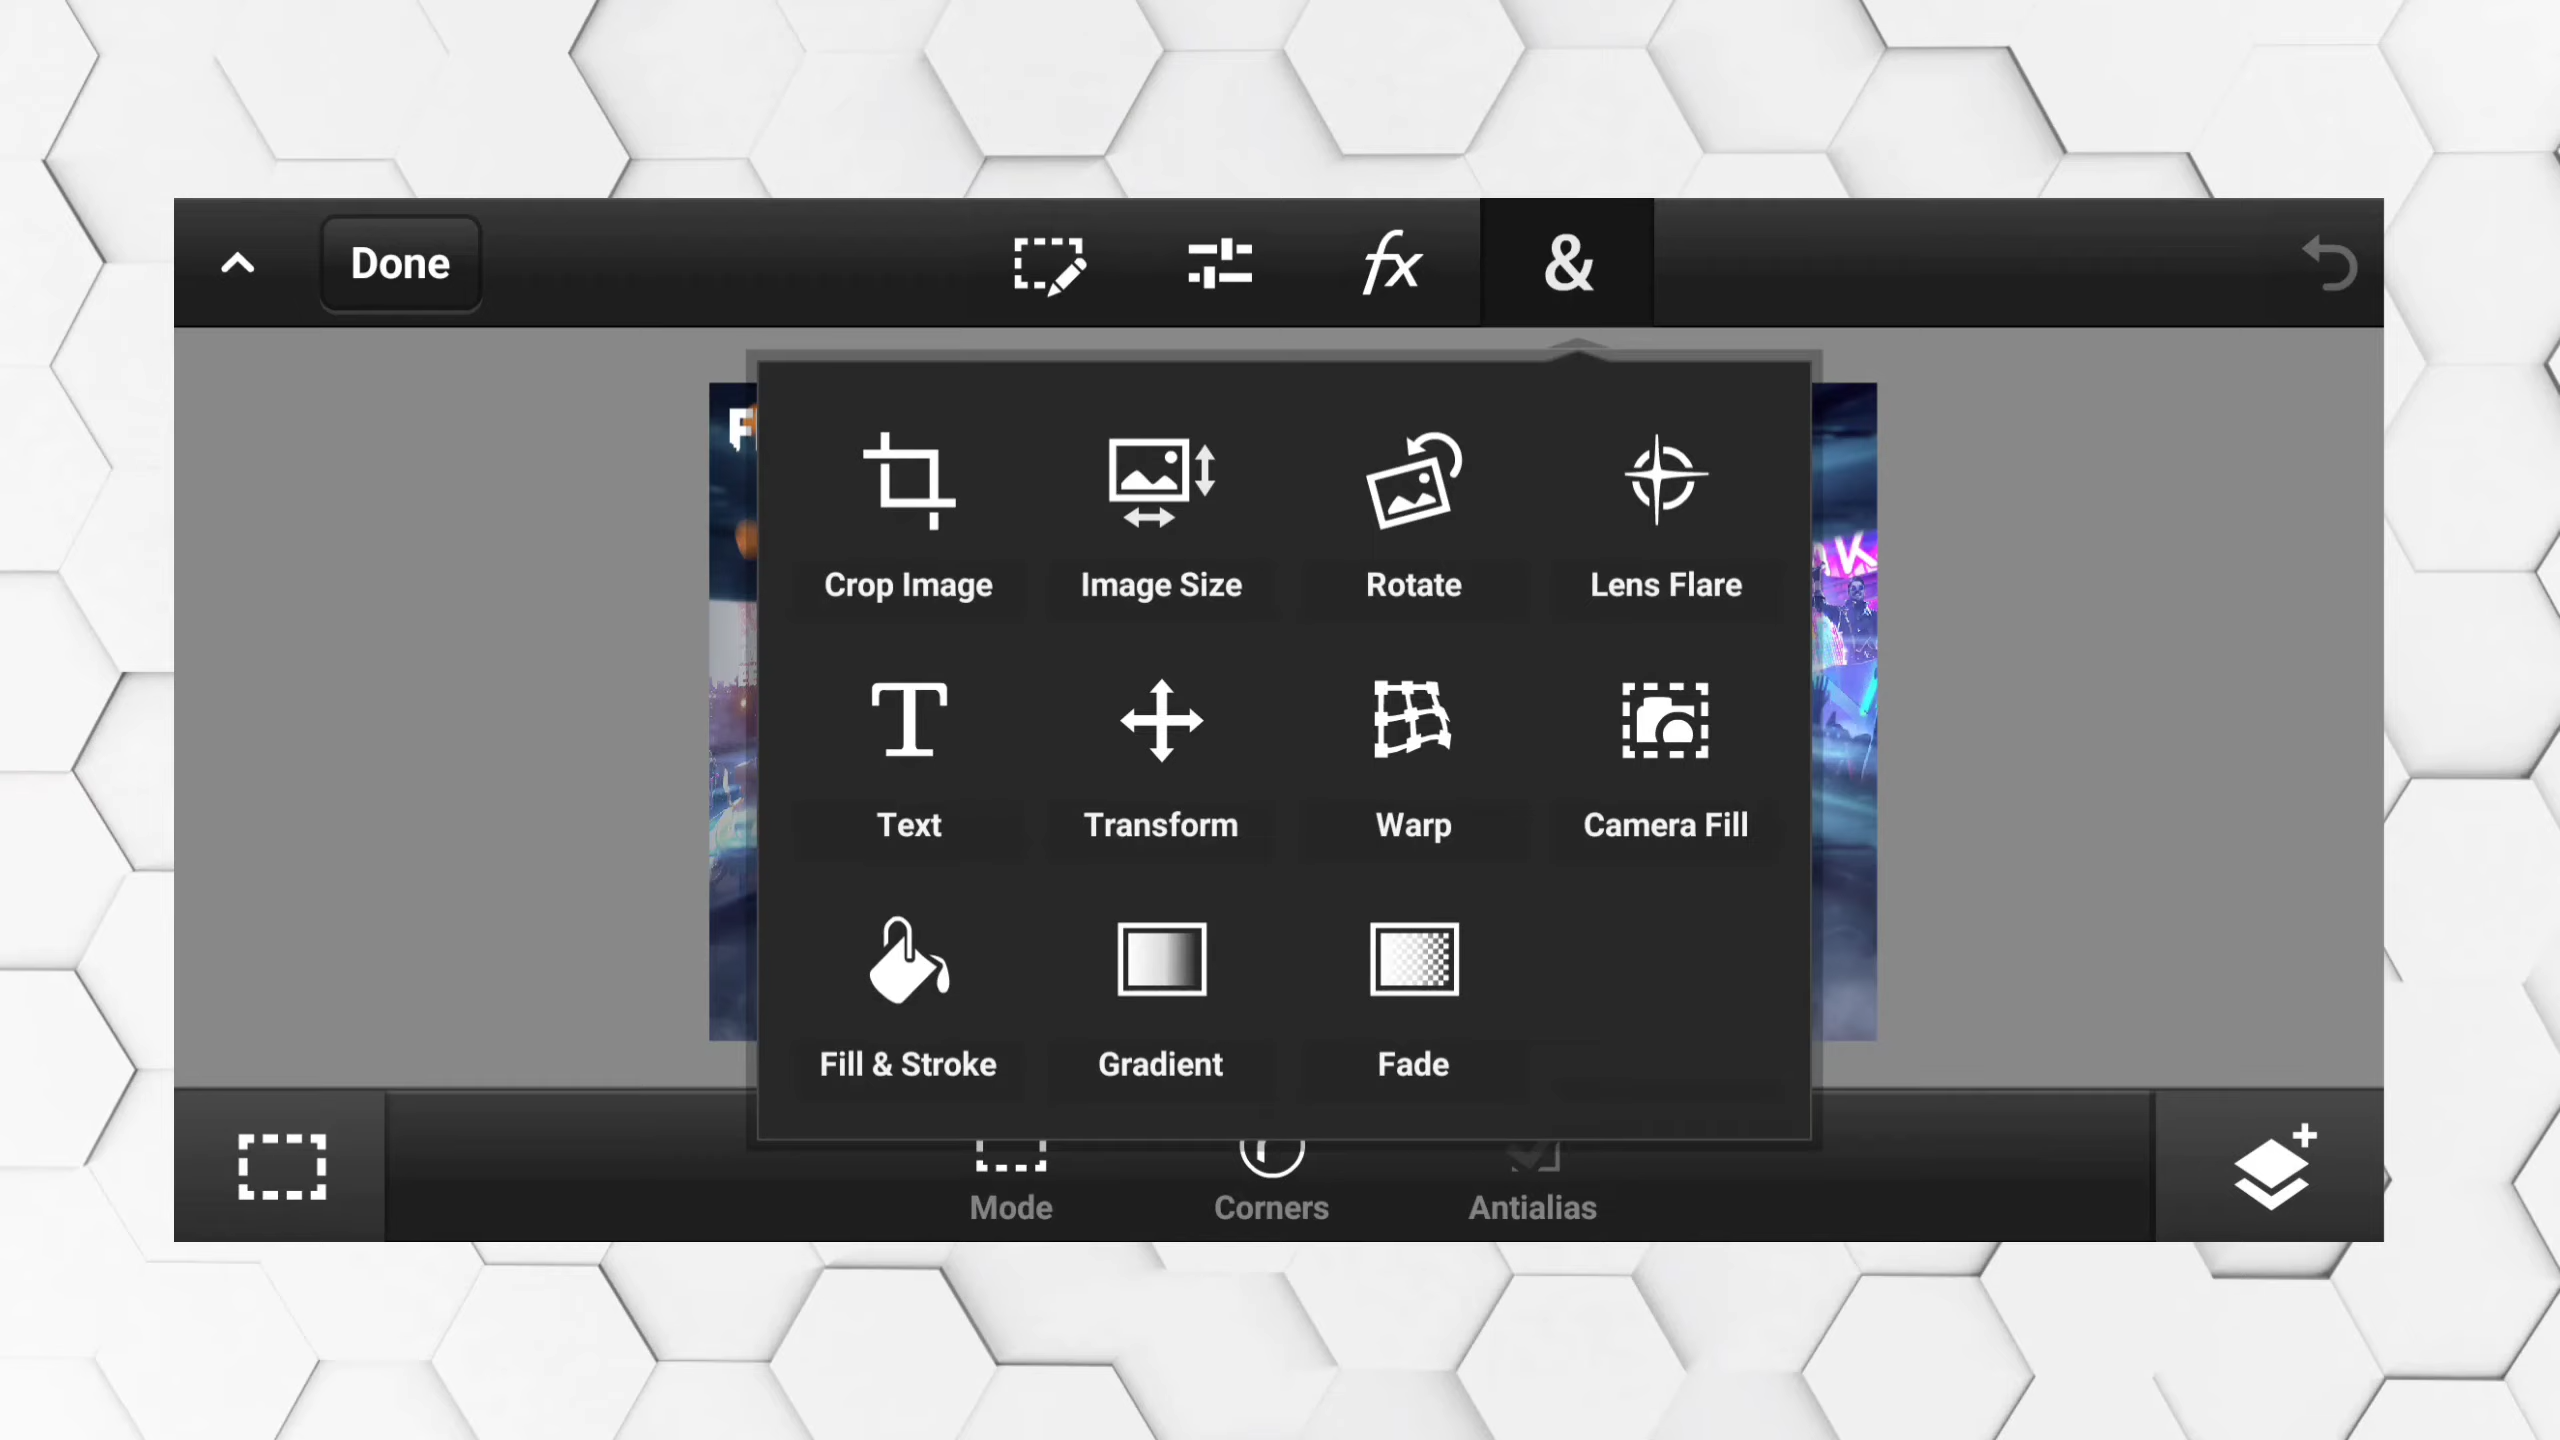 Done fx &
Crop Image Image Size Rotate Lens Flare
Text Transform Warp Camera Fill
Fill & Stroke Gradient Fade
Mode Corners Antialias